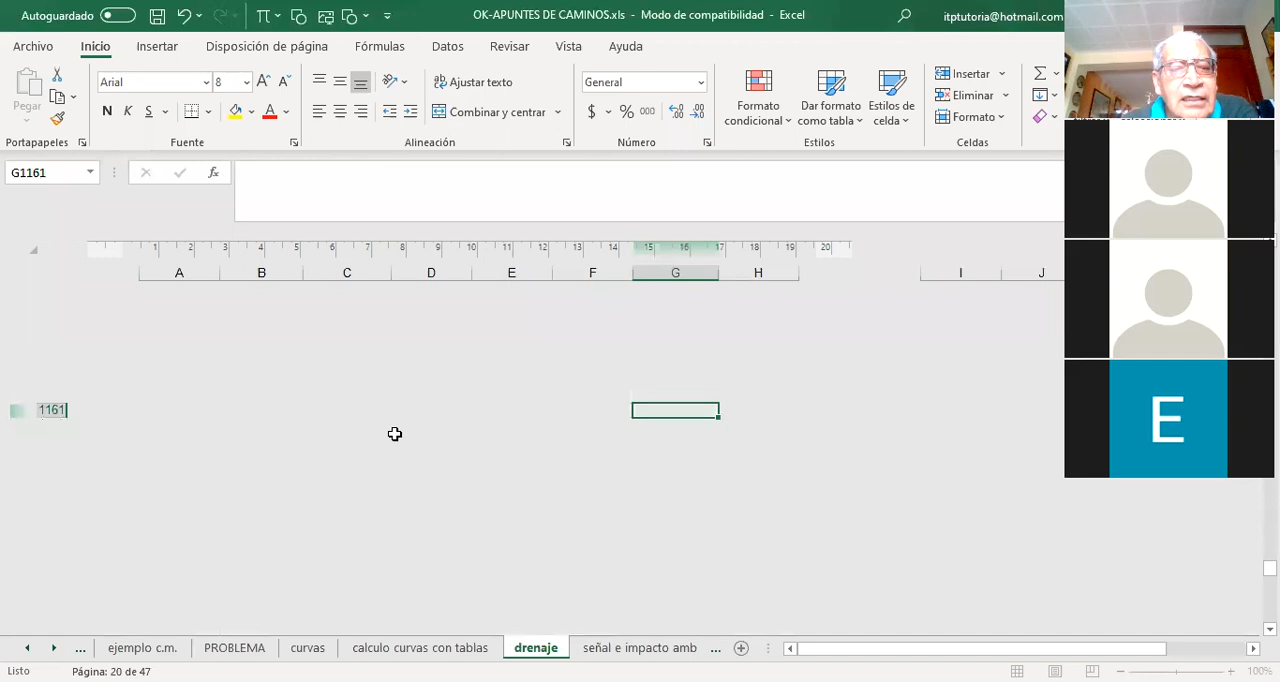 Autoguardado
OK-APUNTES DE CAMINOS.xls - Modo de compatibilidad - Excel
itptutoria@hotmail.com
Archivo Inicio Insertar Disposición de página Fórmulas Datos Revisar Vista Ayuda
Pegar
Arial 8
N K S
Portapapeles
Fuente
Ajustar texto
Combinar y centrar
Alineación
General
$ % 000
Número
Formato condicional
Dar formato como tabla
Estilos de celda
Estilos
Insertar
Eliminar
Formato
Celdas
G1161
fx
1 2 3 4 5 6 7 8 9 10 11 12 13 14 15 16 17 18 19 20
A B C D E F G H I J
1161
E
... ejemplo c.m. PROBLEMA curvas calculo curvas con tablas drenaje señal e impacto amb ...
Listo Página: 20 de 47 100%